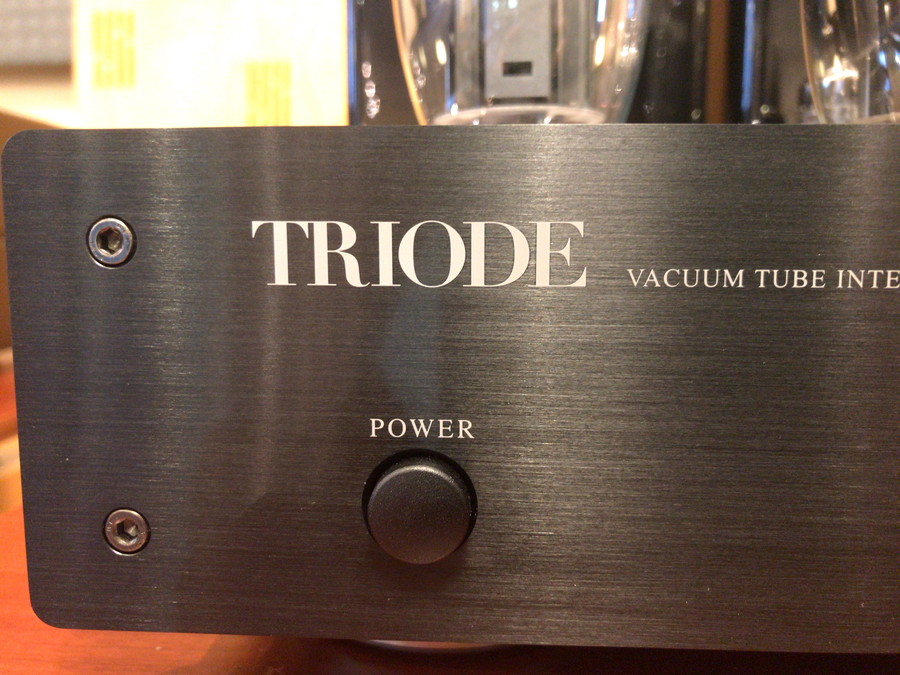 TRIODE VACUUM TUBE INTE
POWER